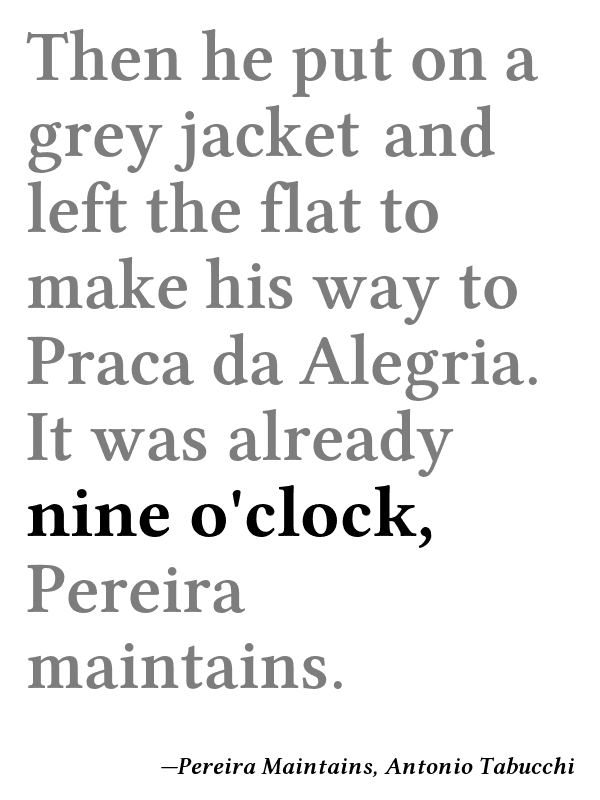 Then he put on a
grey jacket and
left the flat to
make his way to
Praca da Alegria.
It was already
nine o'clock,
Pereira
maintains.
—Pereira Maintains, Antonio Tabucchi